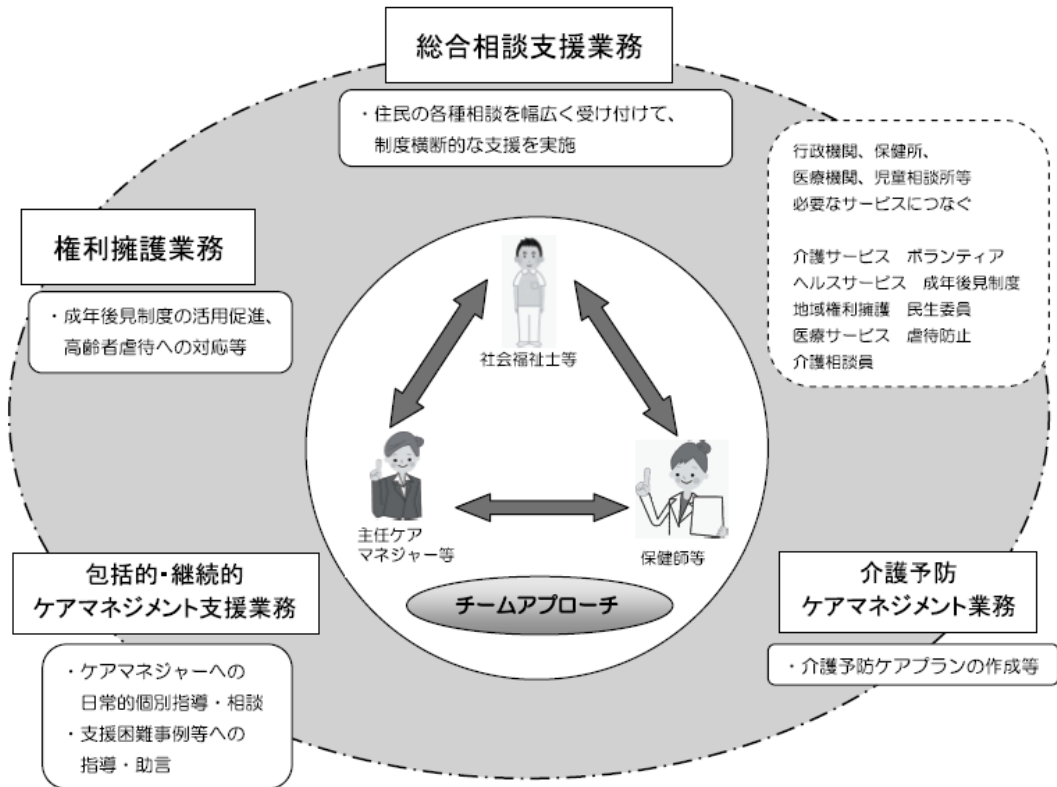 総合相談支援業務
・住民の各種相談を幅広く受け付けて、
制度横断的な支援を実施
行政機関、保健所、
医療機関、児童相談所等
必要なサービスにつなぐ
介護サービス　ボランティア
ヘルスサービス　成年後見制度
地域権利擁護　民生委員
医療サービス　虐待防止
介護相談員
権利擁護業務
・成年後見制度の活用促進、
高齢者虐待への対応等
社会福祉士等
主任ケア
マネジャー等
保健師等
チームアプローチ
包括的・継続的
ケアマネジメント支援業務
・ケアマネジャーへの
日常的個別指導・相談
・支援困難事例等への
指導・助言
介護予防
ケアマネジメント業務
・介護予防ケアプランの作成等